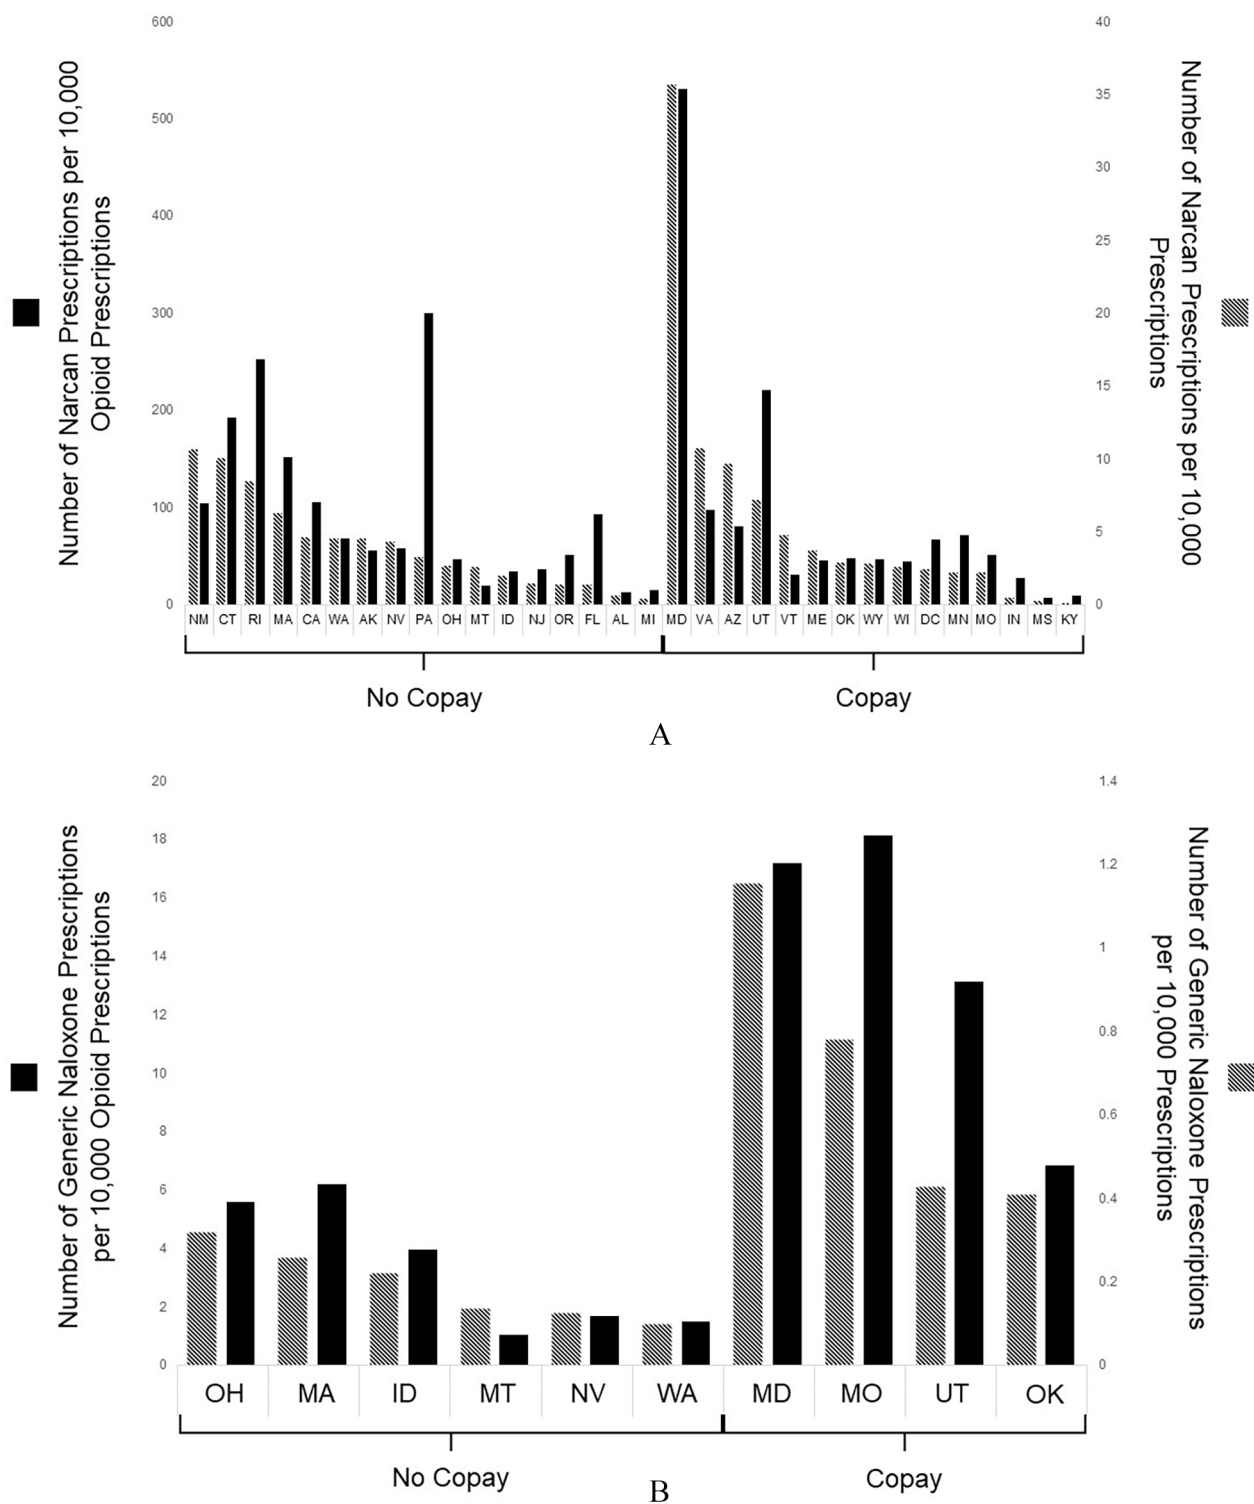 600
500
400
300
200
100
0
Number of Narcan Prescriptions per 10,000
Opioid Prescriptions
40
35
30
25
20
15
10
5
0
Number of Narcan Prescriptions per 10,000
Prescriptions
NM CT RI MA CA WA AK NV PA OH MT ID NJ OR FL AL MI MD VA AZ UT VT ME OK WY WI DC MN MO IN MS KY
No Copay Copay
A
20
18
16
14
12
10
8
6
4
2
0
Number of Generic Naloxone Prescriptions
per 10,000 Opioid Prescriptions
1.4
1.2
1
0.8
0.6
0.4
0.2
0
Number of Generic Naloxone Prescriptions
per 10,000 Prescriptions
OH MA ID MT NV WA MD MO UT OK
No Copay Copay
B